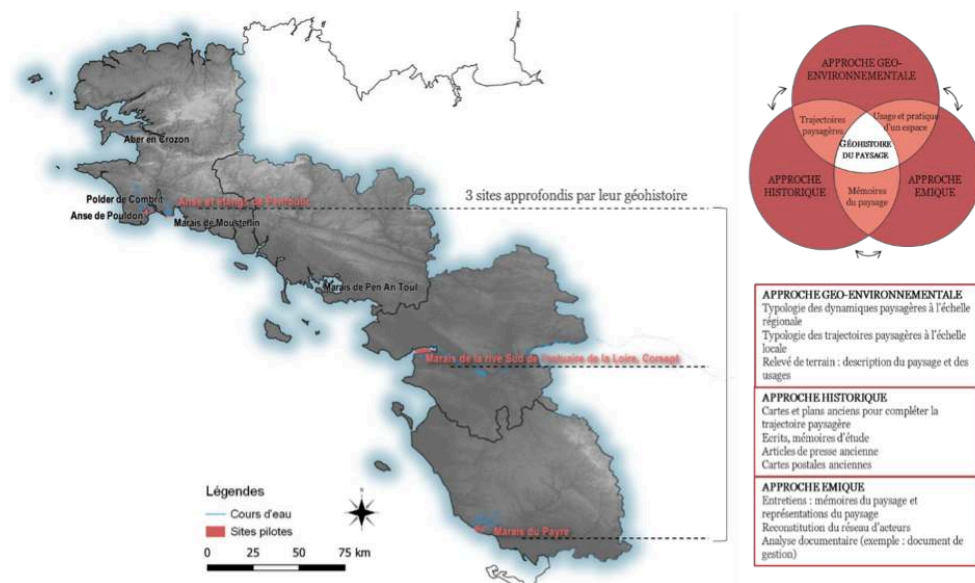 Aber en Crozon
Polder de Combrit
Anse de Pouldon
Anse et étangs de Penfoulic
Marais de Mousterlin
Marais de Pen An Toul
3 sites approfondis par leur géohistoire
Marais de la rive Sud de l'estuaire de la Loire, Corsept
Marais du Payre
Légendes
Cours d'eau
Sites pilotes
0 25 50 75 km
APPROCHE GEO-
ENVIRONNEMENTALE
Trajectoires
paysagères
Usage et pratique
d'un espace
GÉOHISTOIRE
DU PAYSAGE
APPROCHE
HISTORIQUE
APPROCHE
EMIQUE
Mémoires
du paysage
APPROCHE GEO-ENVIRONNEMENTALE
Typologie des dynamiques paysagères à l'échelle
régionale
Typologie des trajectoires paysagères à l'échelle
locale
Relevé de terrain : description du paysage et des
usages
APPROCHE HISTORIQUE
Cartes et plans anciens pour compléter la
trajectoire paysagère
Ecrits, mémoires d'étude
Articles de presse ancienne
Cartes postales anciennes
APPROCHE EMIQUE
Entretiens : mémoires du paysage et
représentations du paysage
Reconstitution du réseau d'acteurs
Analyse documentaire (exemple : document de
gestion)